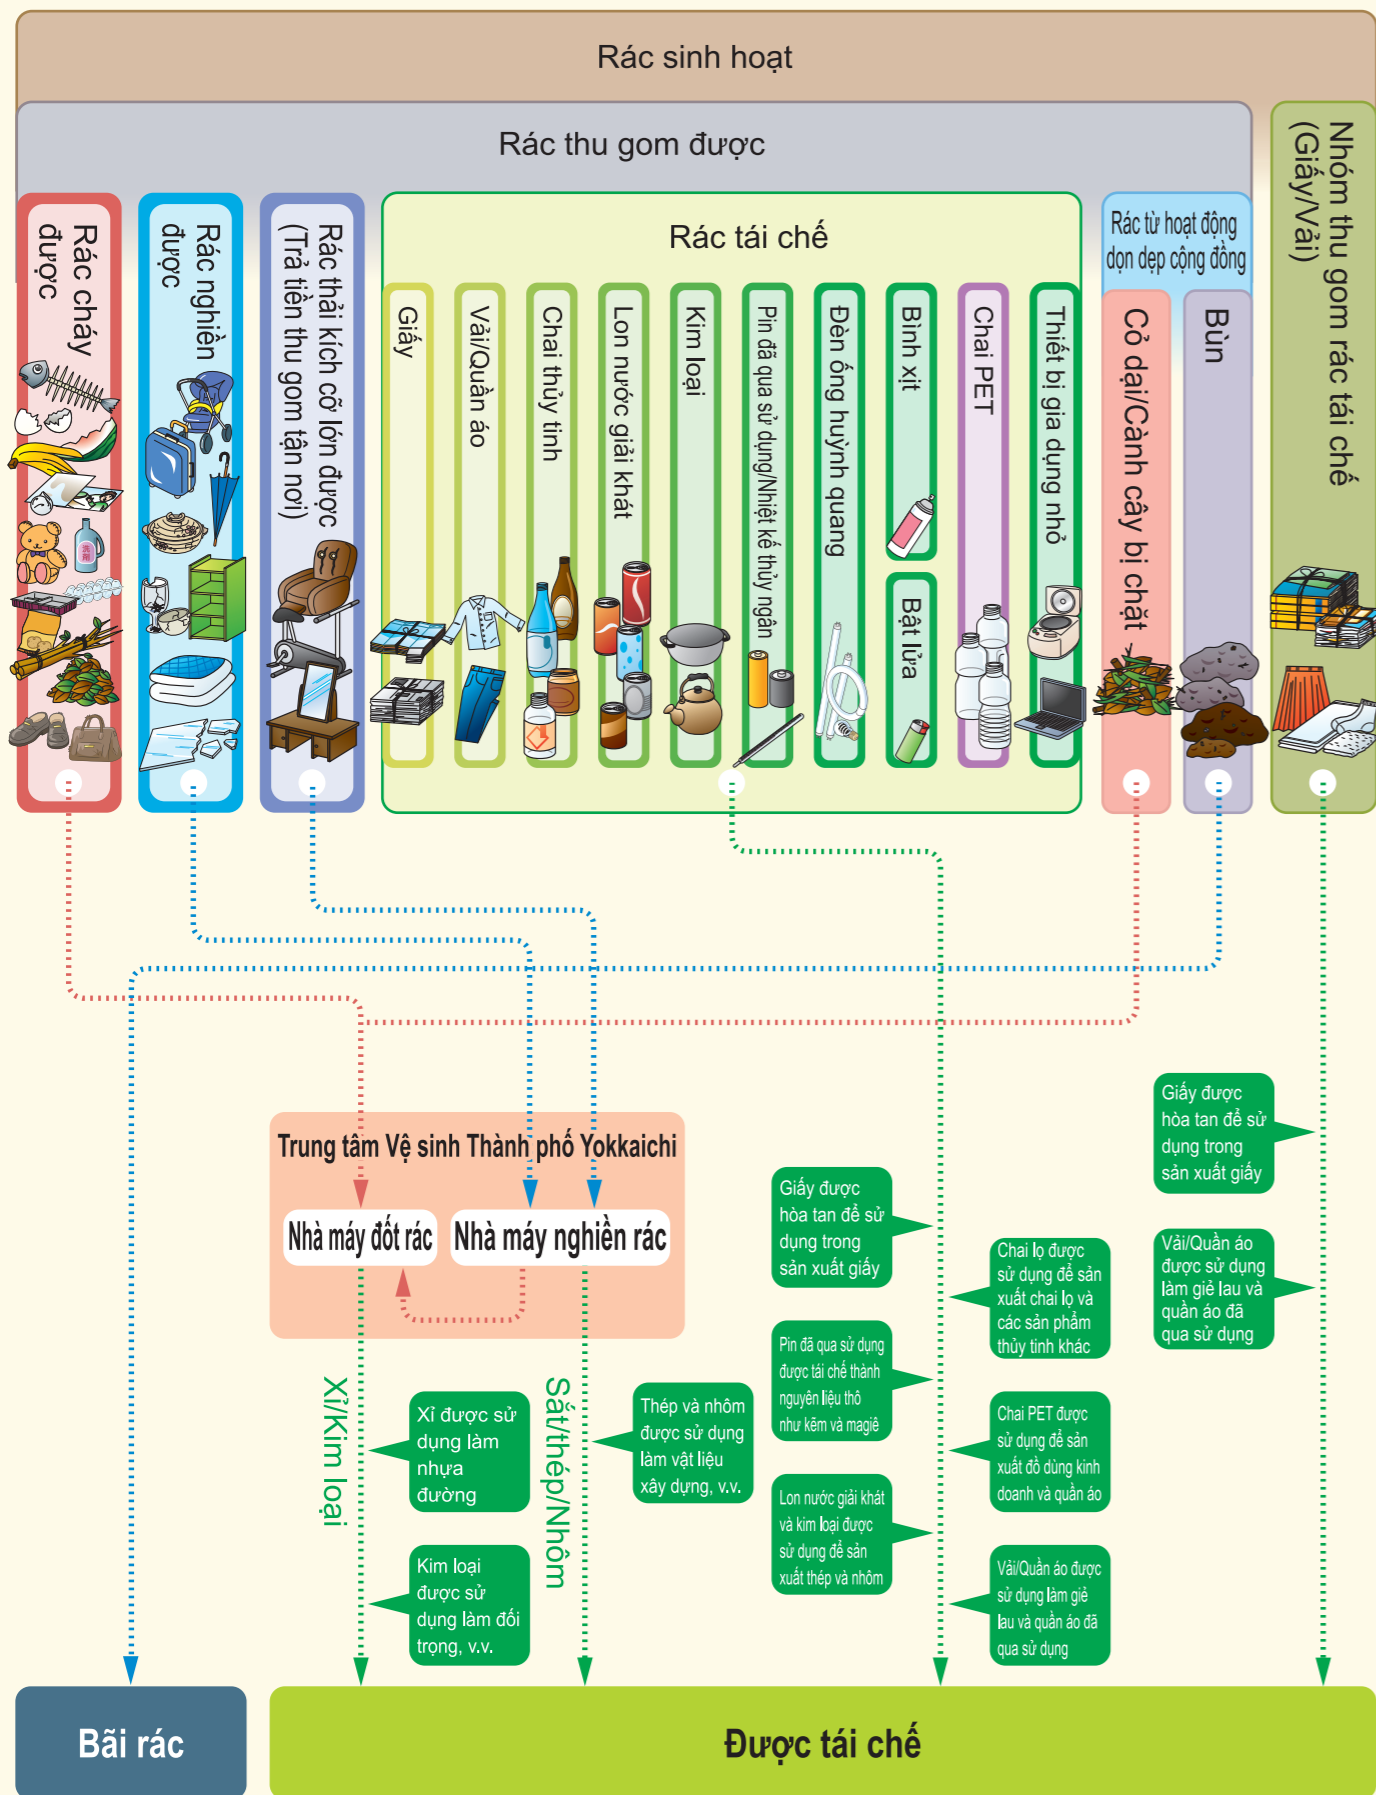 Rác sinh hoạt
Rác thu gom được
Nhóm thu gom rác tái chế
(Giấy/Vải)
Rác cháy
được
Rác nghiền
được
Rác thải kích cỡ lớn được
(Trả tiền thu gom tận nơi)
Rác tái chế
Giấy
Vải/Quần áo
Chai thủy tinh
Lon nước giải khát
Kim loại
Pin đã qua sử dụng/Nhiệt kế thủy ngân
Đèn ống huỳnh quang
Bình xịt
Bật lửa
Chai PET
Thiết bị gia dụng nhỏ
Rác từ hoạt động
dọn dẹp cộng đồng
Cỏ dại/Cành cây bị chặt
Bùn
洗
剤
Trung tâm Vệ sinh Thành phố Yokkaichi
Nhà máy đốt rác
Nhà máy nghiền rác
Xỉ/Kim loại
Xỉ được sử
dụng làm
nhựa
đường
Kim loại
được sử
dụng làm đối
trọng, v.v.
Sắt/thép/Nhôm
Thép và nhôm
được sử dụng
làm vật liệu
xây dựng, v.v.
Giấy được
hòa tan để sử
dụng trong
sản xuất giấy
Pin đã qua sử dụng
được tái chế thành
nguyên liệu thô
như kẽm và magiê
Lon nước giải khát
và kim loại được
sử dụng để sản
xuất thép và nhôm
Chai lọ được
sử dụng để sản
xuất chai lọ và
các sản phẩm
thủy tinh khác
Chai PET được
sử dụng để sản
xuất đồ dùng kinh
doanh và quần áo
Vải/Quần áo được
sử dụng làm giẻ
lau và quần áo đã
qua sử dụng
Giấy được
hòa tan để sử
dụng trong
sản xuất giấy
Vải/Quần áo
được sử dụng
làm giẻ lau và
quần áo đã
qua sử dụng
Bãi rác
Được tái chế